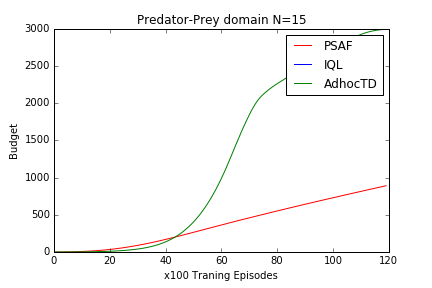 Predator-Prey domain N=15
3000
2500
2000
1500
1000
500
0
Budget
0 20 40 60 80 100 120
x100 Traning Episodes
PSAF
IQL
AdhocTD